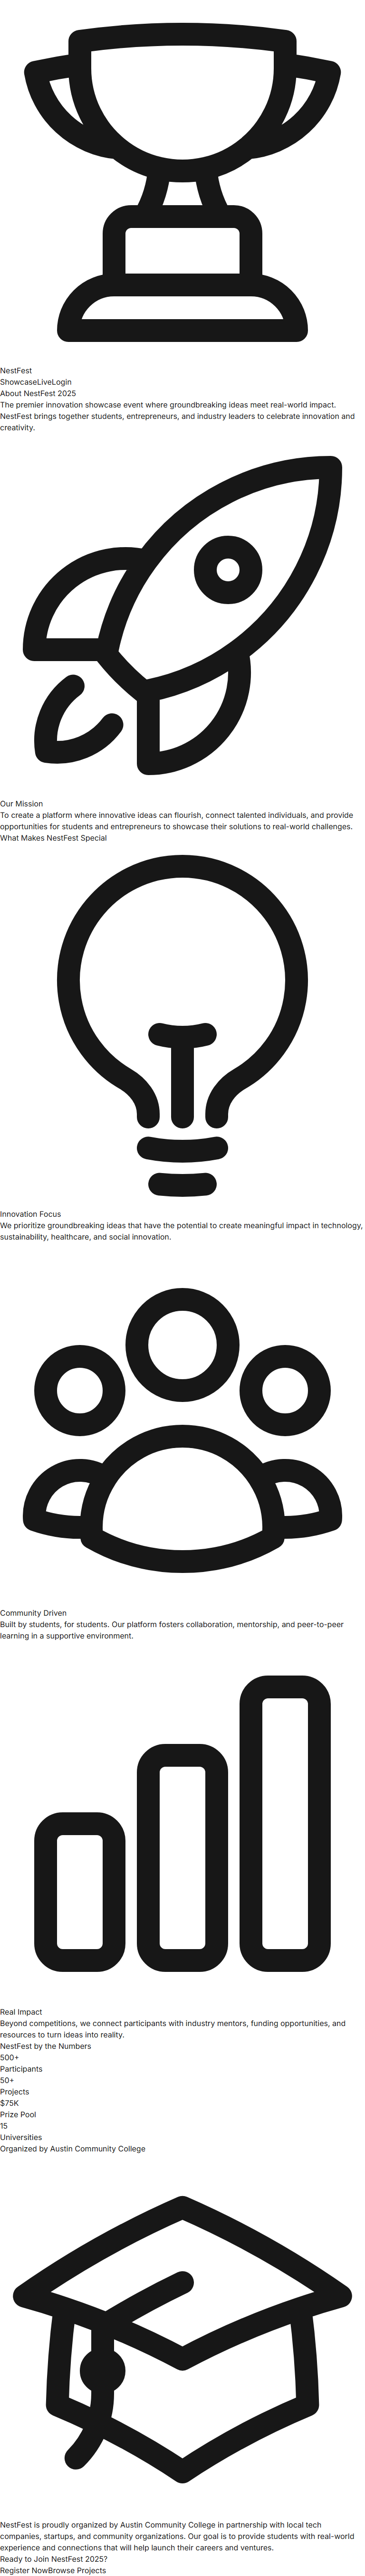 NestFest
ShowcaseLiveLogin
About NestFest 2025
The premier innovation showcase event where groundbreaking ideas meet real-world impact.
NestFest brings together students, entrepreneurs, and industry leaders to celebrate innovation and
creativity.
Our Mission
To create a platform where innovative ideas can flourish, connect talented individuals, and provide
opportunities for students and entrepreneurs to showcase their solutions to real-world challenges.
What Makes NestFest Special
Innovation Focus
We prioritize groundbreaking ideas that have the potential to create meaningful impact in technology,
sustainability, healthcare, and social innovation.
Community Driven
Built by students, for students. Our platform fosters collaboration, mentorship, and peer-to-peer
learning in a supportive environment.
Real Impact
Beyond competitions, we connect participants with industry mentors, funding opportunities, and
resources to turn ideas into reality.
NestFest by the Numbers
500+
Participants
50+
Projects
$75K
Prize Pool
15
Universities
Organized by Austin Community College
NestFest is proudly organized by Austin Community College in partnership with local tech
companies, startups, and community organizations. Our goal is to provide students with real-world
experience and connections that will help launch their careers and ventures.
Ready to Join NestFest 2025?
Register NowBrowse Projects